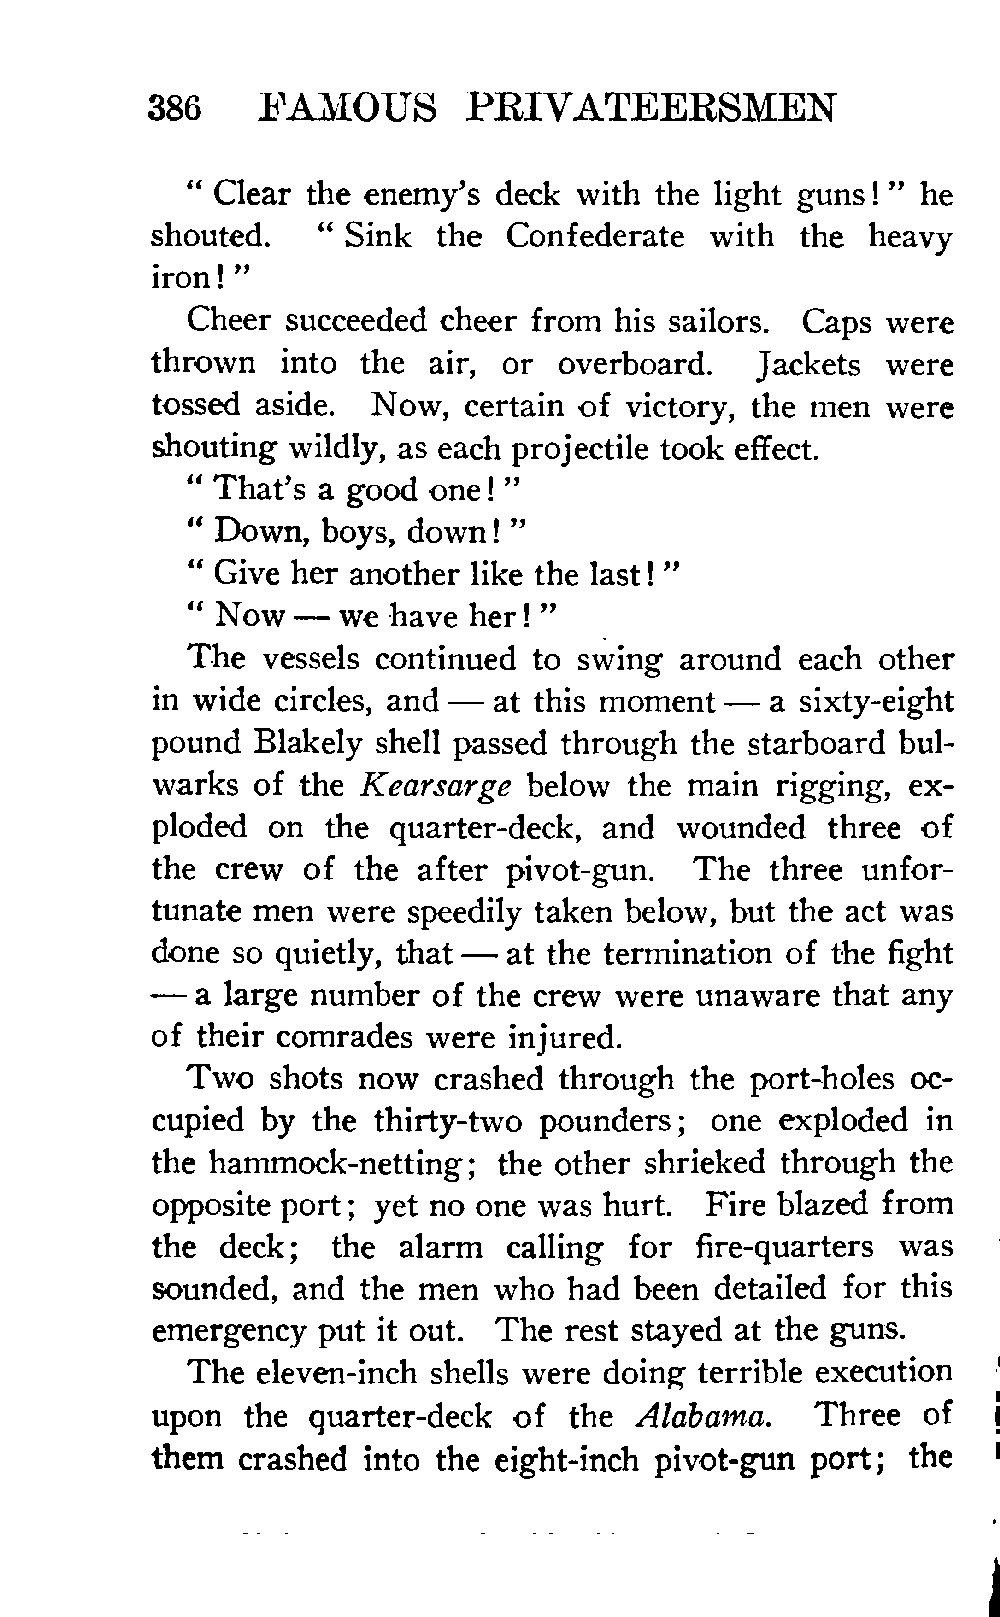 386 FAMOUS PRIVATEERSMEN
" Clear the enemy's deck with the light guns! " he
shouted. " Sink the Confederate with the heavy
iron! "
Cheer succeeded cheer from his sailors. Caps were
thrown into the air, or overboard. Jackets were
tossed aside. Now, certain of victory, the men were
shouting wildly, as each projectile took effect.
" That's a good one! "
" Down, boys, down! "
" Give her another like the last! "
" Now — we have her! "
The vessels continued to swing around each other
in wide circles, and — at this moment — a sixty-eight
pound Blakely shell passed through the starboard bul-
warks of the Kearsarge below the main rigging, ex-
ploded on the quarter-deck, and wounded three of
the crew of the after pivot-gun. The three unfor-
tunate men were speedily taken below, but the act was
done so quietly, that — at the termination of the fight
— a large number of the crew were unaware that any
of their comrades were injured.
Two shots now crashed through the port-holes oc-
cupied by the thirty-two pounders; one exploded in
the hammock-netting; the other shrieked through the
opposite port; yet no one was hurt. Fire blazed from
the deck; the alarm calling for fire-quarters was
sounded, and the men who had been detailed for this
emergency put it out. The rest stayed at the guns.
The eleven-inch shells were doing terrible execution
upon the quarter-deck of the Alabama. Three of
them crashed into the eight-inch pivot-gun port; the